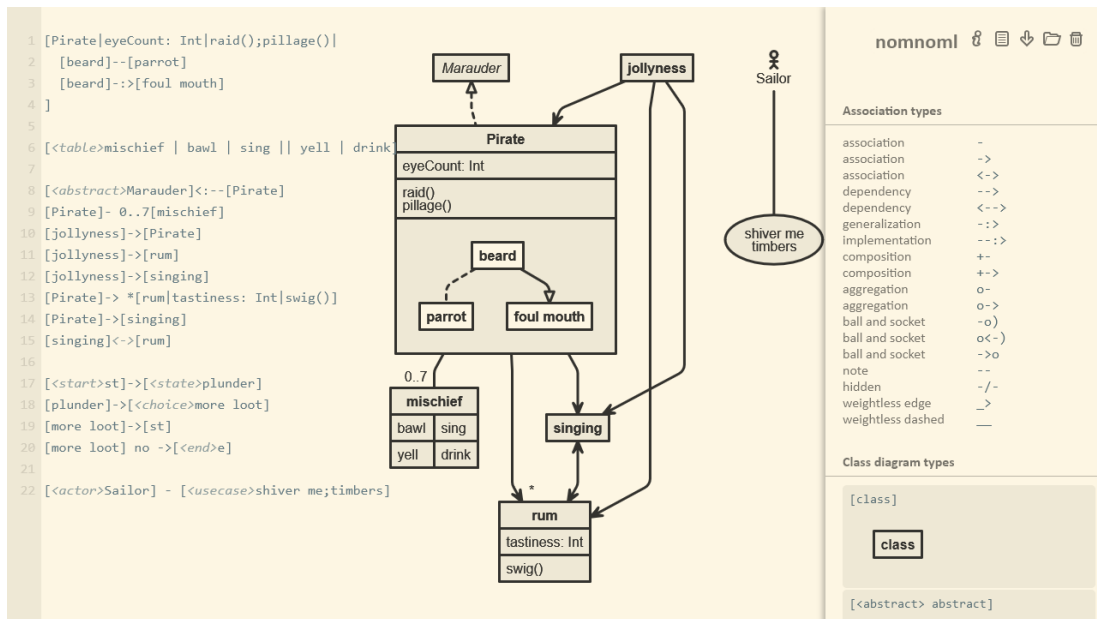 1 [Pirate|eyeCount: Int|raid();pillage()|
2 [beard]--[parrot]
3 [beard]-:>[foul mouth]
4 ]
5
6 [<table>mischief | bawl | sing || yell | drink]
7
8 [<abstract>Marauder]<:--[Pirate]
9 [Pirate]- 0..7[mischief]
10 [jollyness]->[Pirate]
11 [jollyness]->[rum]
12 [jollyness]->[singing]
13 [Pirate]-> *[rum|tastiness: Int|swig()]
14 [Pirate]->[singing]
15 [singing]<->[rum]
16
17 [<start>st]->[<state>plunder]
18 [plunder]->[<choice>more loot]
19 [more loot]->[st]
20 [more loot] no ->[<end>e]
21
22 [<actor>Sailor] - [<usecase>shiver me;timbers]
Marauder
jollyness
Pirate
eyeCount: Int
raid()
pillage()
beard
parrot
foul mouth
0..7
mischief
bawl sing
yell drink
singing
*
rum
tastiness: Int
swig()
Sailor
shiver me
timbers
nomnoml
Association types
association -
association ->
association <->
dependency -->
dependency <-->
generalization -:>
implementation --:>
composition +-
composition +->
aggregation o-
aggregation o->
ball and socket -o)
ball and socket o<-)
ball and socket ->o
note --
hidden -/-
weightless edge _>
weightless dashed __
Class diagram types
[class]
class
[<abstract> abstract]